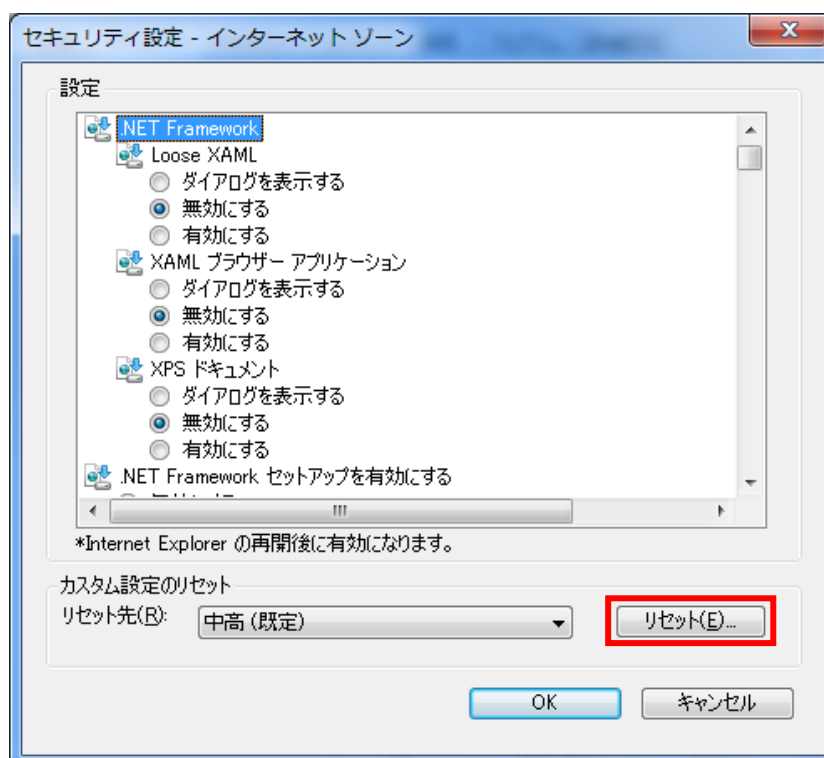 セキュリティ設定 - インターネット ゾーン
設定
.NET Framework
Loose XAML
ダイアログを表示する
無効にする
有効にする
XAML ブラウザー アプリケーション
ダイアログを表示する
無効にする
有効にする
XPS ドキュメント
ダイアログを表示する
無効にする
有効にする
.NET Framework セットアップを有効にする
*Internet Explorer の再開後に有効になります。
カスタム設定のリセット
リセット先(R): 中高 (既定) リセット(E)...
OK キャンセル